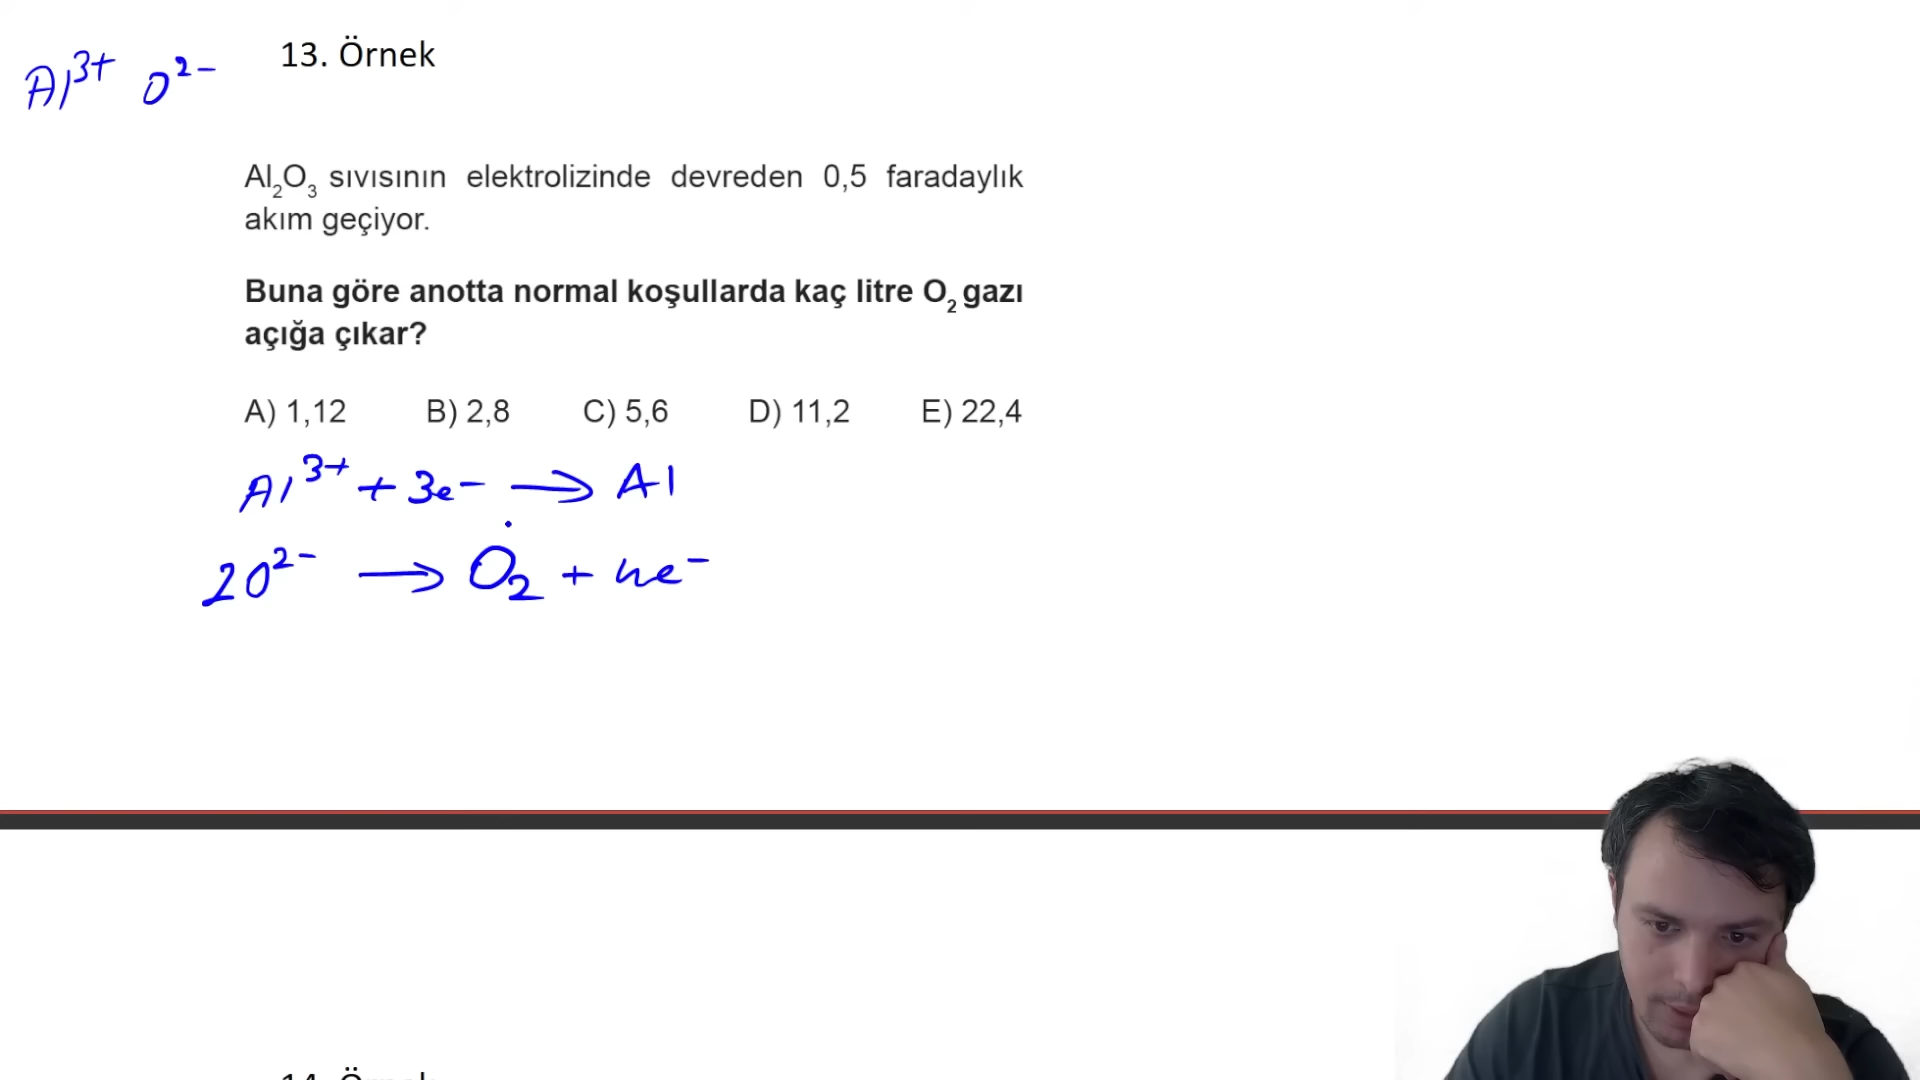 Al³⁺ O²⁻
13. Örnek
Al₂O₃ sıvısının elektrolizinde devreden 0,5 faradaylık
akım geçiyor.
Buna göre anotta normal koşullarda kaç litre O₂ gazı
açığa çıkar?
A) 1,12 B) 2,8 C) 5,6 D) 11,2 E) 22,4
Al³⁺ + 3e⁻ → Al
2O²⁻ → O₂ + 4e⁻